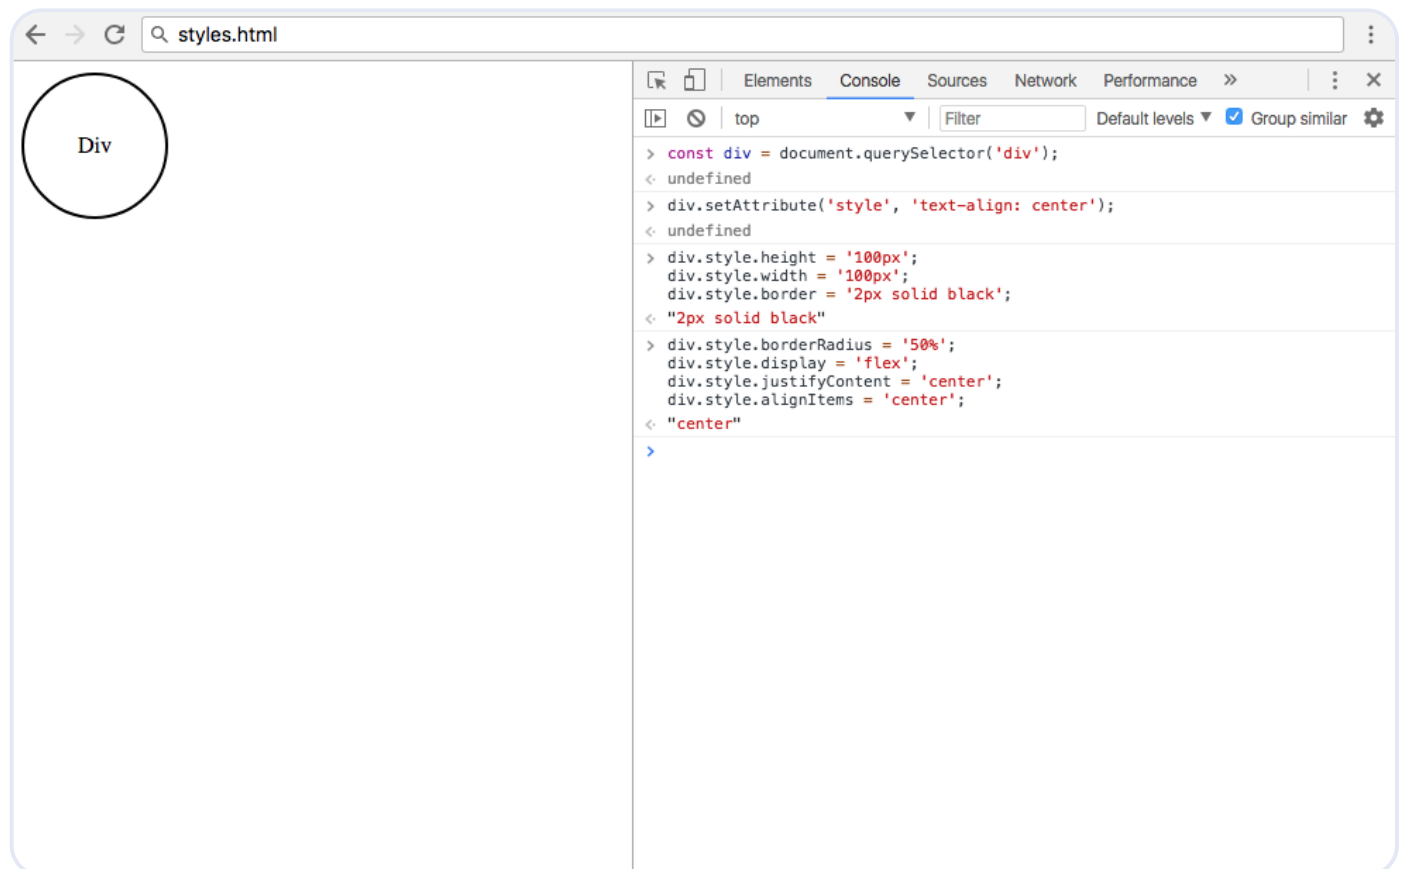 styles.html
Div
Elements Console Sources Network Performance »
top Filter Default levels Group similar
> const div = document.querySelector('div');
undefined
> div.setAttribute('style', 'text-align: center');
undefined
> div.style.height = '100px';
div.style.width = '100px';
div.style.border = '2px solid black';
"2px solid black"
> div.style.borderRadius = '50%';
div.style.display = 'flex';
div.style.justifyContent = 'center';
div.style.alignItems = 'center';
"center"
>